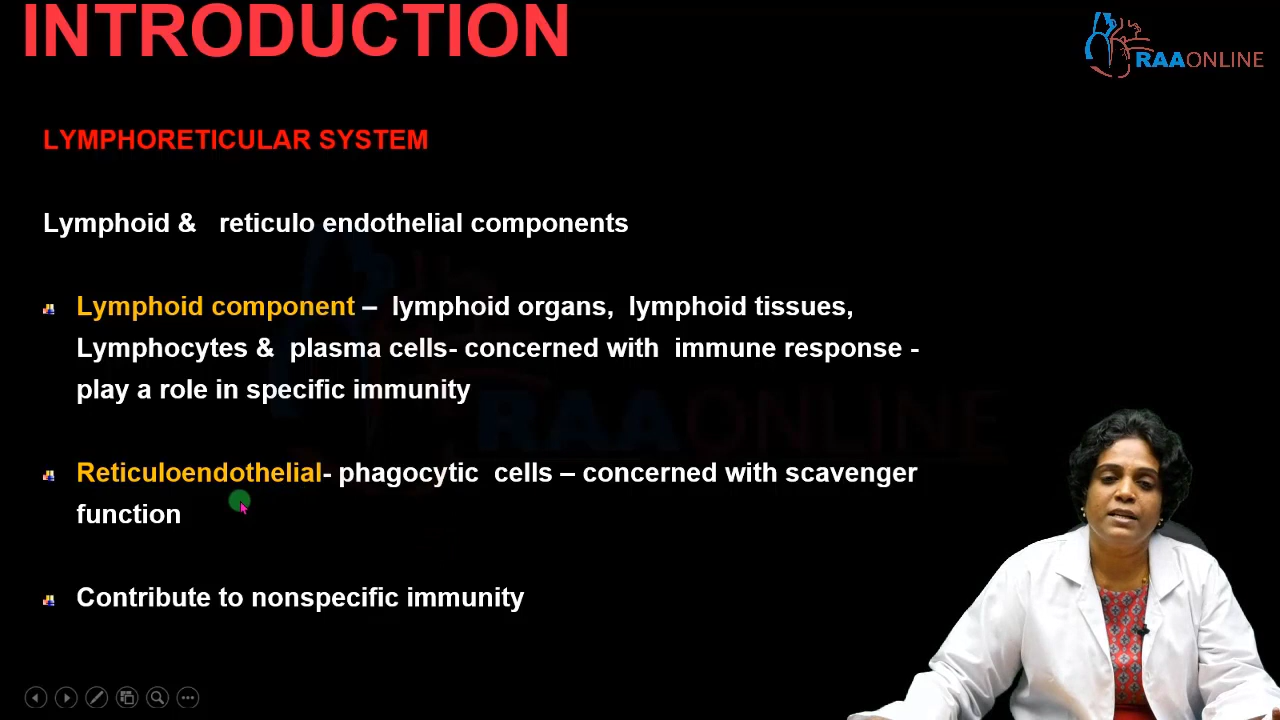 INTRODUCTION
RAAONLINE
LYMPHORETICULAR SYSTEM
Lymphoid & reticulo endothelial components
Lymphoid component – lymphoid organs, lymphoid tissues,
Lymphocytes & plasma cells- concerned with immune response -
play a role in specific immunity
RAAONLINE
Reticuloendothelial- phagocytic cells – concerned with scavenger
function
Contribute to nonspecific immunity